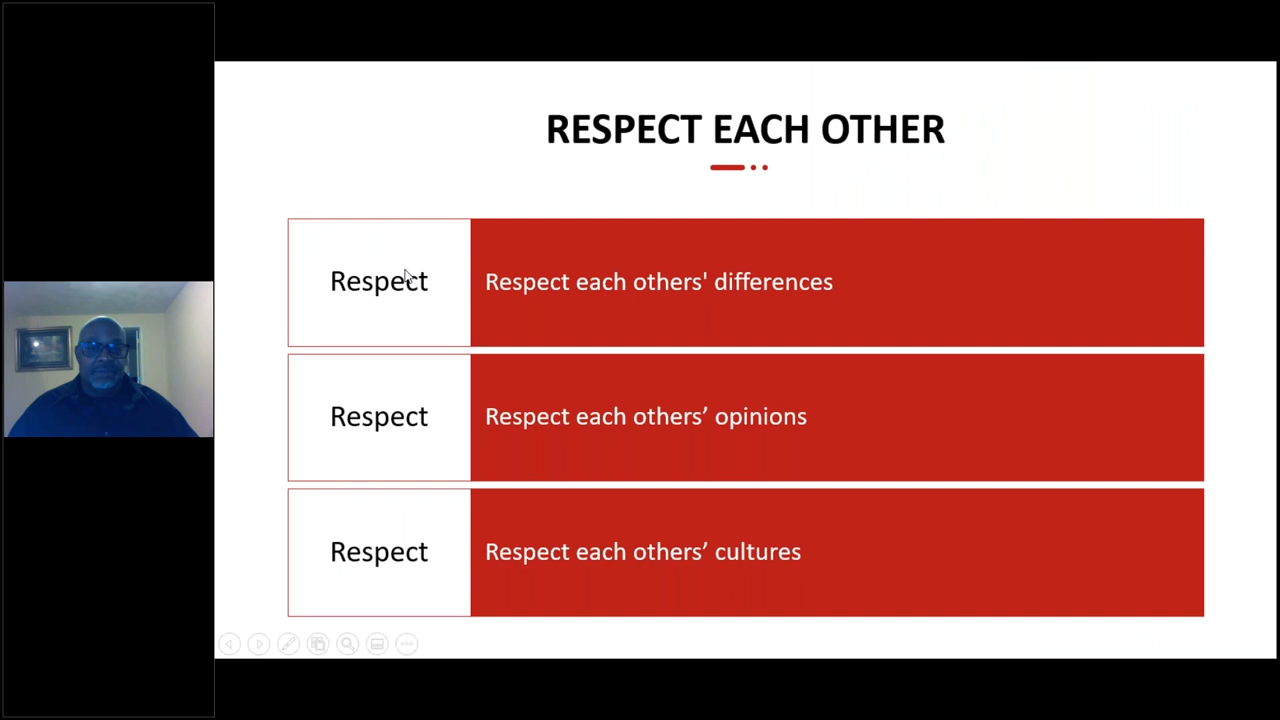 RESPECT EACH OTHER
Respect
Respect each others' differences
Respect
Respect each others’ opinions
Respect
Respect each others’ cultures